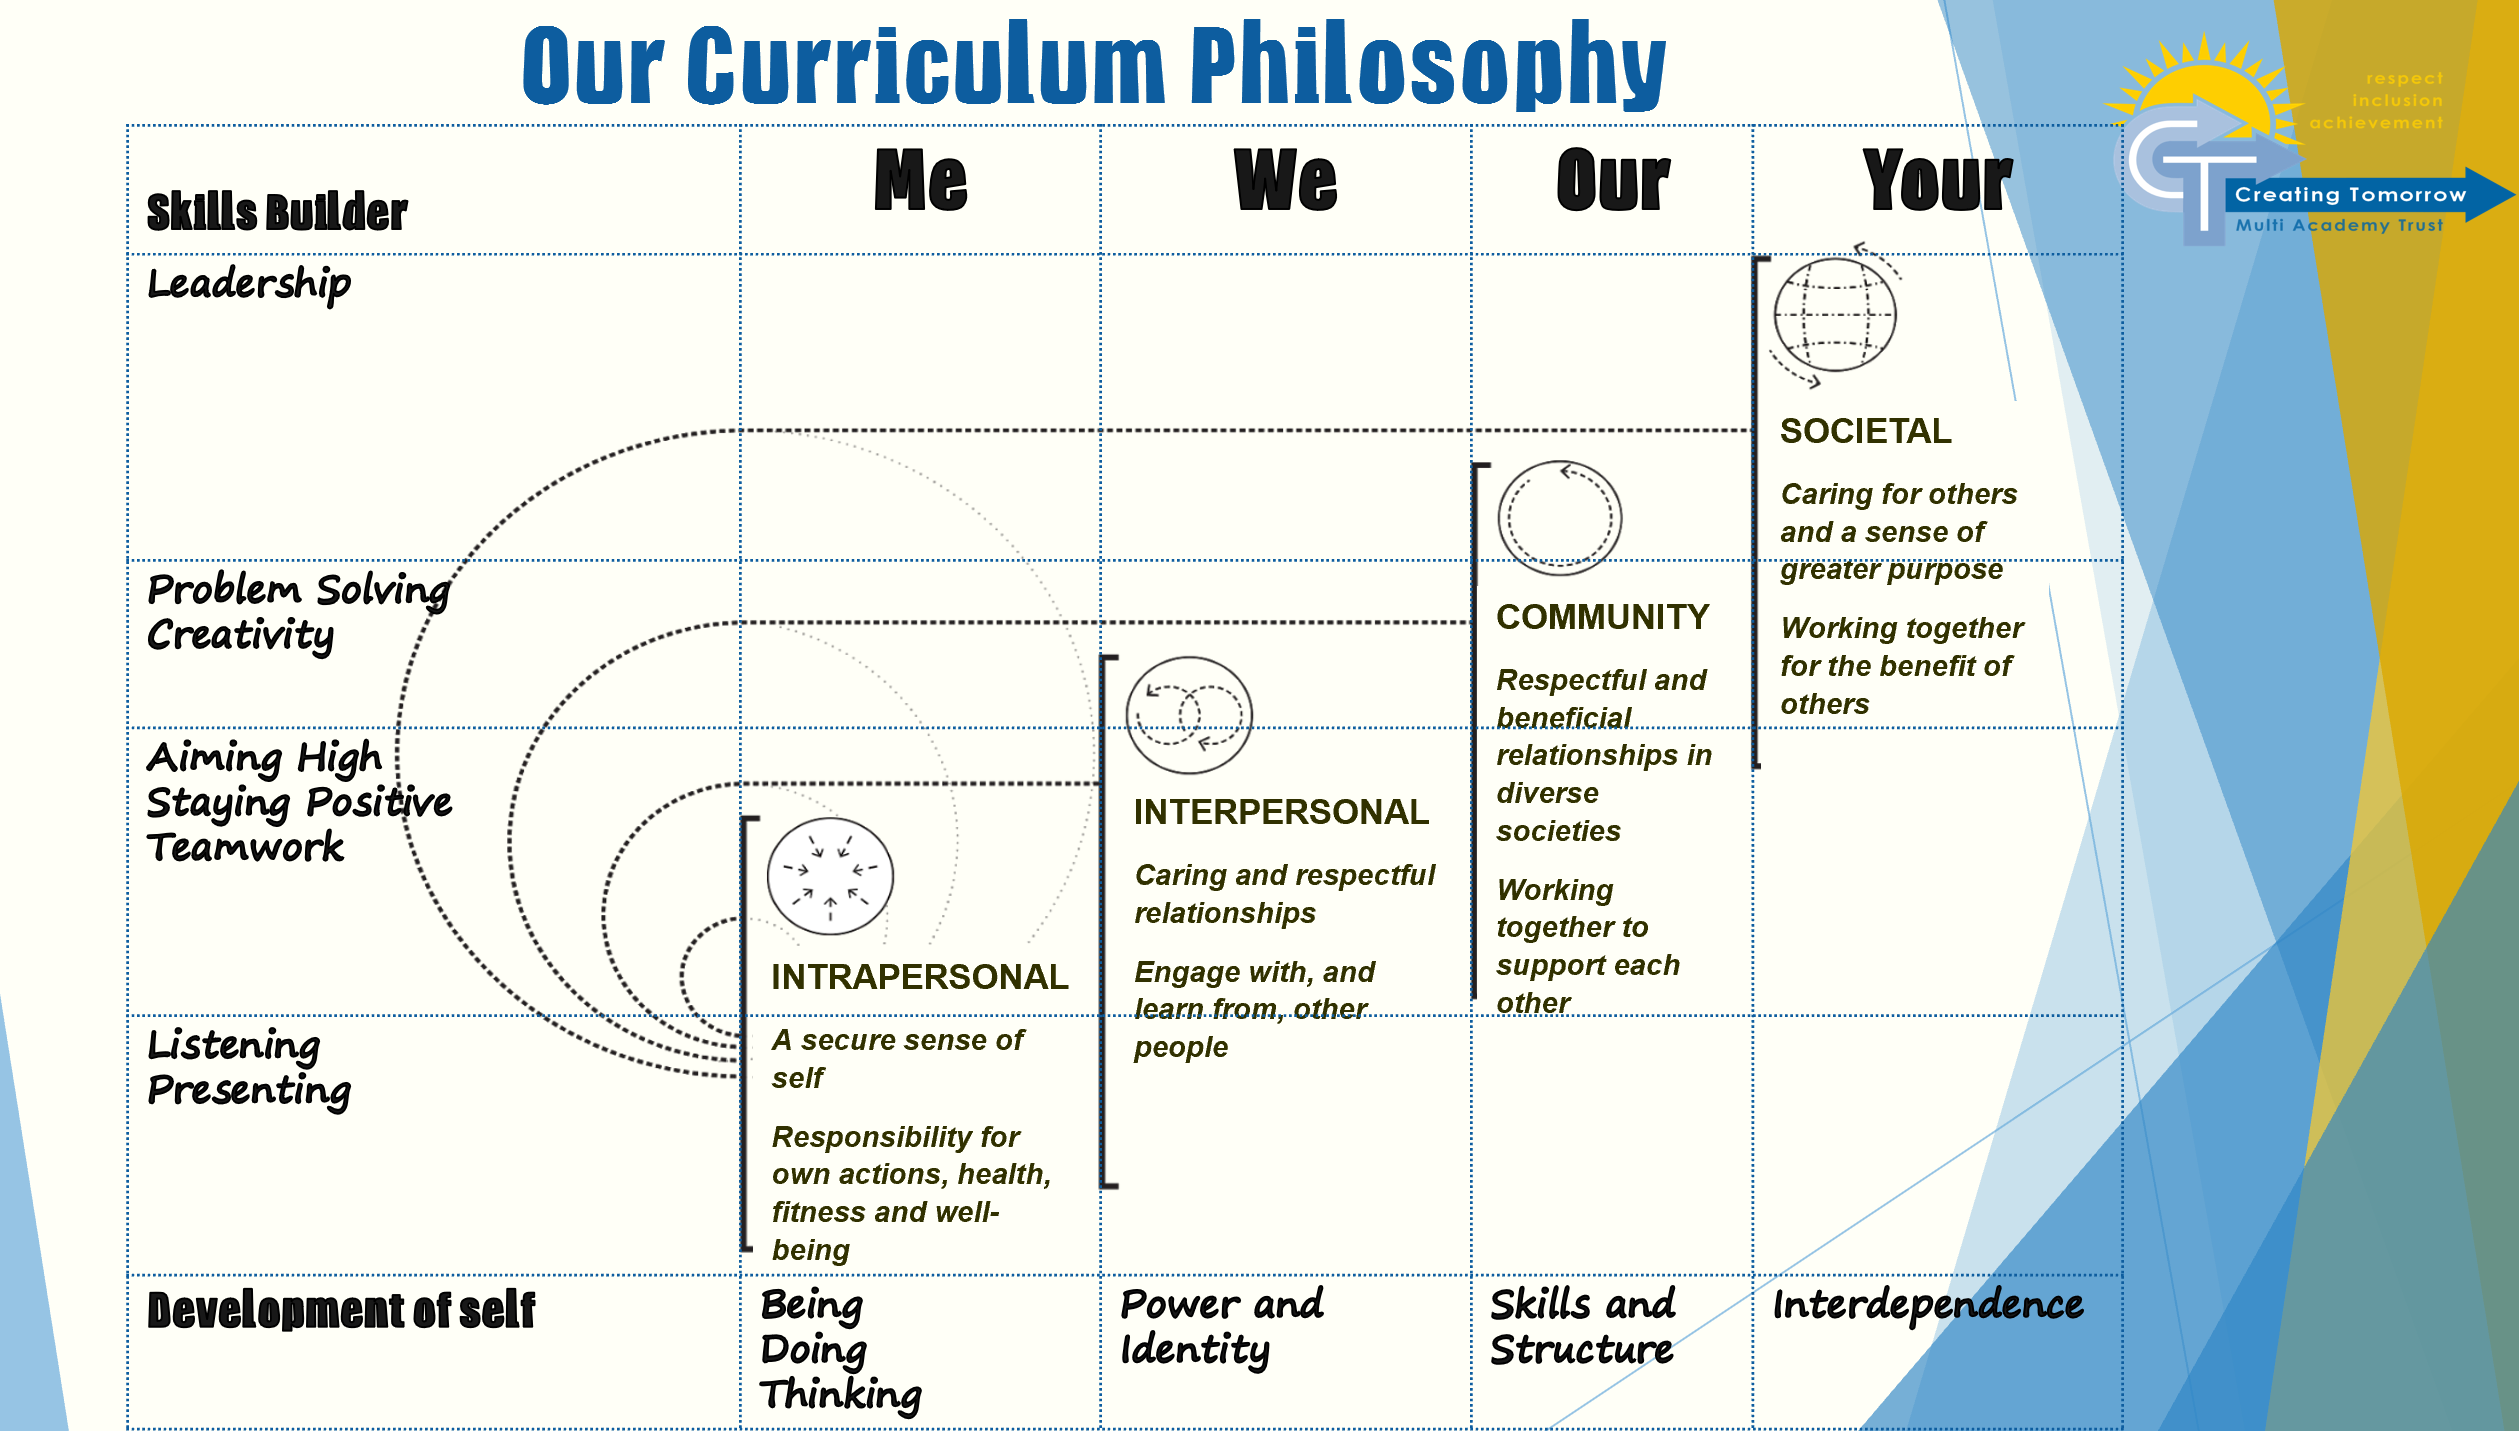 Our Curriculum Philosophy
respect
inclusion
achievement
Creating Tomorrow
Multi Academy Trust
CT
Skills Builder
Me
We
Our
Your
Leadership
Problem Solving
Creativity
Aiming High
Staying Positive
Teamwork
Listening
Presenting
INTRAPERSONAL
A secure sense of
self
Responsibility for
own actions, health,
fitness and well-
being
INTERPERSONAL
Caring and respectful
relationships
Engage with, and
learn from, other
people
COMMUNITY
Respectful and
beneficial
relationships in
diverse
societies
Working
together to
support each
other
SOCIETAL
Caring for others
and a sense of
greater purpose
Working together
for the benefit of
others
Development of self
Being
Doing
Thinking
Power and
Identity
Skills and
Structure
Interdependence